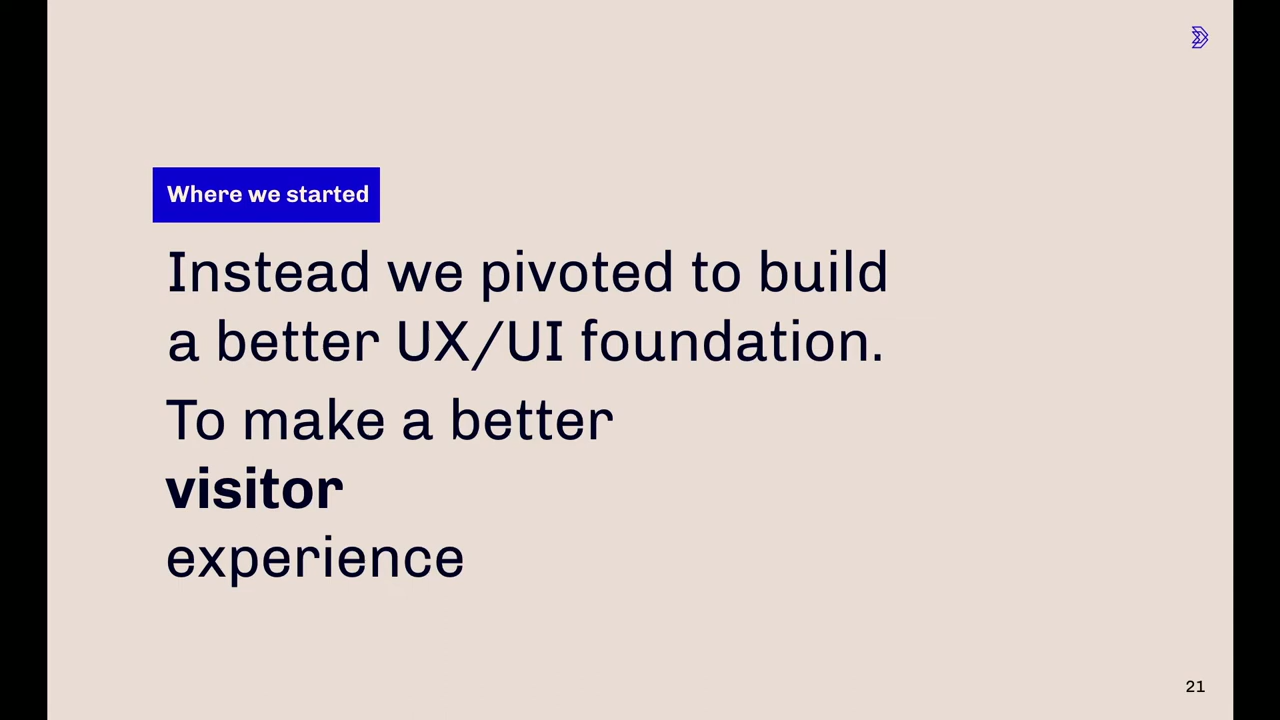 Where we started
Instead we pivoted to build
a better UX/UI foundation.
To make a better
visitor
experience
21